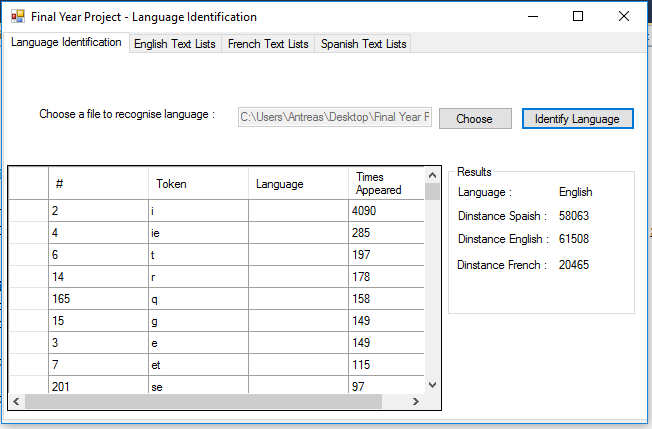 Final Year Project - Language Identification
Language Identification English Text Lists French Text Lists Spanish Text Lists
Choose a file to recognise language : C:\Users\Antreas\Desktop\Final Year F Choose Identify Language
# Token Language Times Appeared
2 i 4090
4 ie 285
6 t 197
14 r 178
165 q 158
15 g 149
3 e 149
7 et 115
201 se 97
Results
Language : English
Dinstance Spaish : 58063
Dinstance English : 61508
Dinstance French : 20465